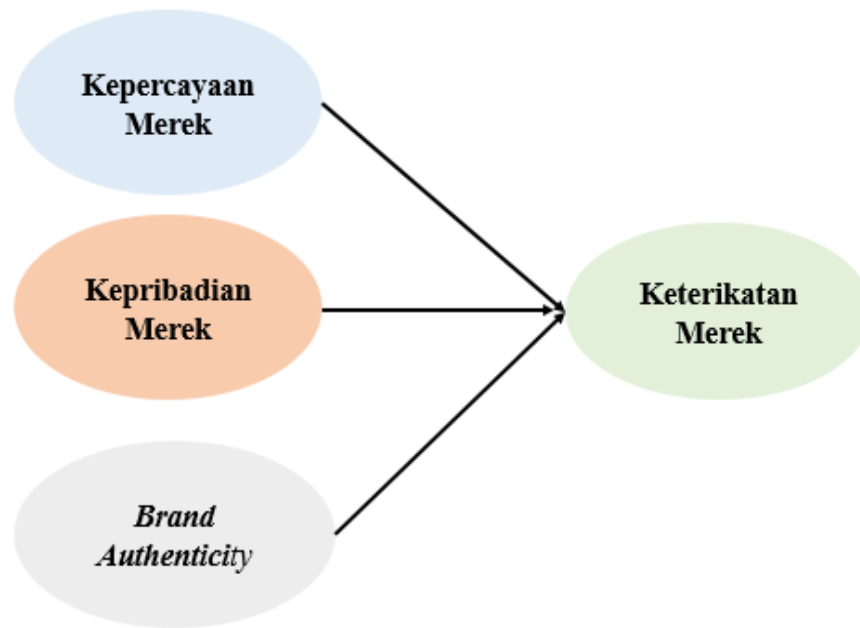 Kepercayaan
Merek
Kepribadian
Merek
Keterikatan
Merek
Brand
Authenticity